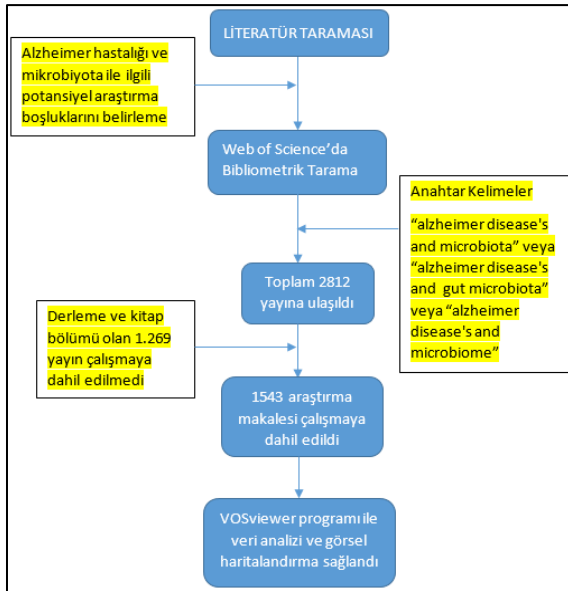 LİTERATÜR TARAMASI
Alzheimer hastalığı ve
mikrobiyota ile ilgili
potansiyel araştırma
boşluklarını belirleme
Web of Science’da
Bibliometrik Tarama
Anahtar Kelimeler
“alzheimer disease's
and microbiota” veya
“alzheimer disease's
and gut microbiota”
veya “alzheimer
disease's and
microbiome”
Toplam 2812
yayına ulaşıldı
Derleme ve kitap
bölümü olan 1.269
yayın çalışmaya
dahil edilmedi
1543 araştırma
makalesi çalışmaya
dahil edildi
VOSviewer programı ile
veri analizi ve görsel
haritalandırma sağlandı